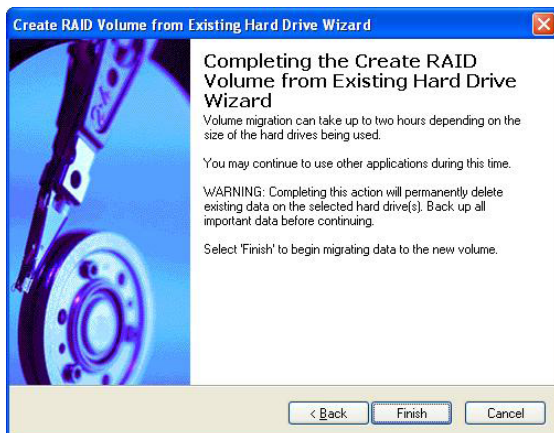 Create RAID Volume from Existing Hard Drive Wizard
Completing the Create RAID
Volume from Existing Hard Drive
Wizard
Volume migration can take up to two hours depending on the
size of the hard drives being used.
You may continue to use other applications during this time.
WARNING: Completing this action will permanently delete
existing data on the selected hard drive(s). Back up all
important data before continuing.
Select 'Finish' to begin migrating data to the new volume.
< Back
Finish
Cancel